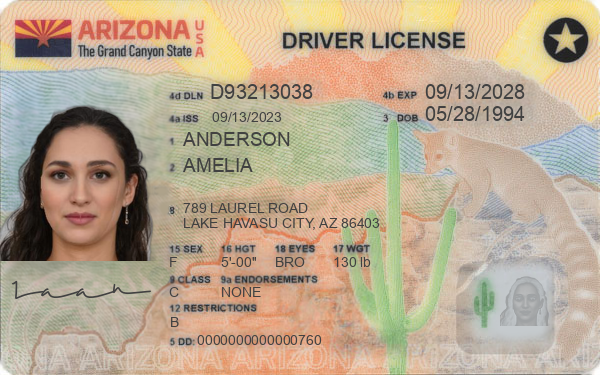 ARIZONA USA
The Grand Canyon State
DRIVER LICENSE
4d DLN D93213038 4b EXP 09/13/2028
4a ISS 09/13/2023 3 DOB 05/28/1994
1 ANDERSON
2 AMELIA
8 789 LAUREL ROAD
LAKE HAVASU CITY, AZ 86403
15 SEX 16 HGT 18 EYES 17 WGT
F 5'-00" BRO 130 lb
9 CLASS 9a ENDORSEMENTS
C NONE
12 RESTRICTIONS
B
5 DD: 0000000000000760
Laan
ARIZONA ARIZONA ARIZONA ARIZONA